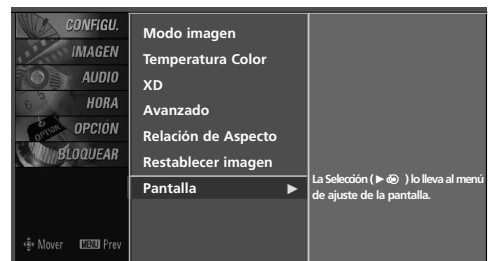 CONFIGU.
IMAGEN
AUDIO
HORA
OPCIÓN
BLOQUEAR
Mover MENU Prev
Modo imagen
Temperatura Color
XD
Avanzado
Relación de Aspecto
Restablecer imagen
Pantalla ►
La Selección ( ► ◉ ) lo lleva al menú
de ajuste de la pantalla.